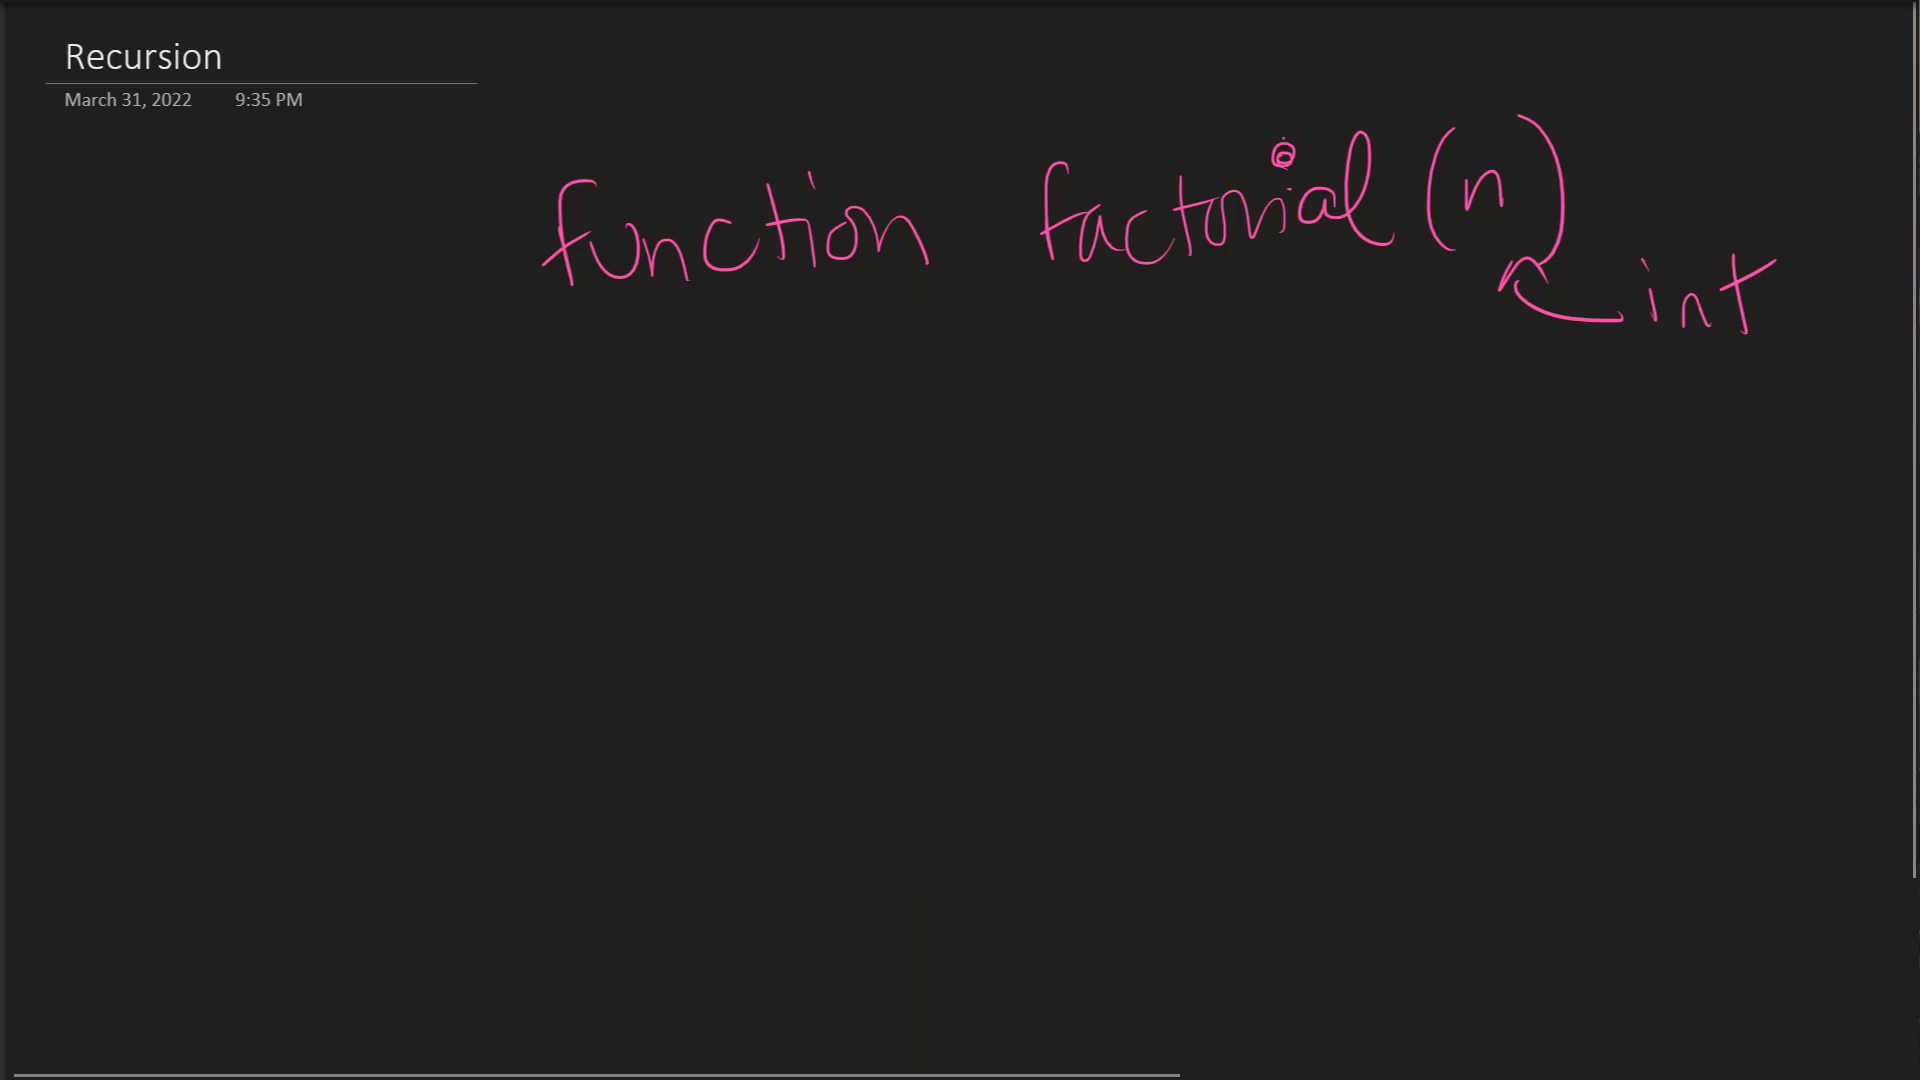 Recursion
March 31, 2022 9:35 PM
function factorial (n)
int